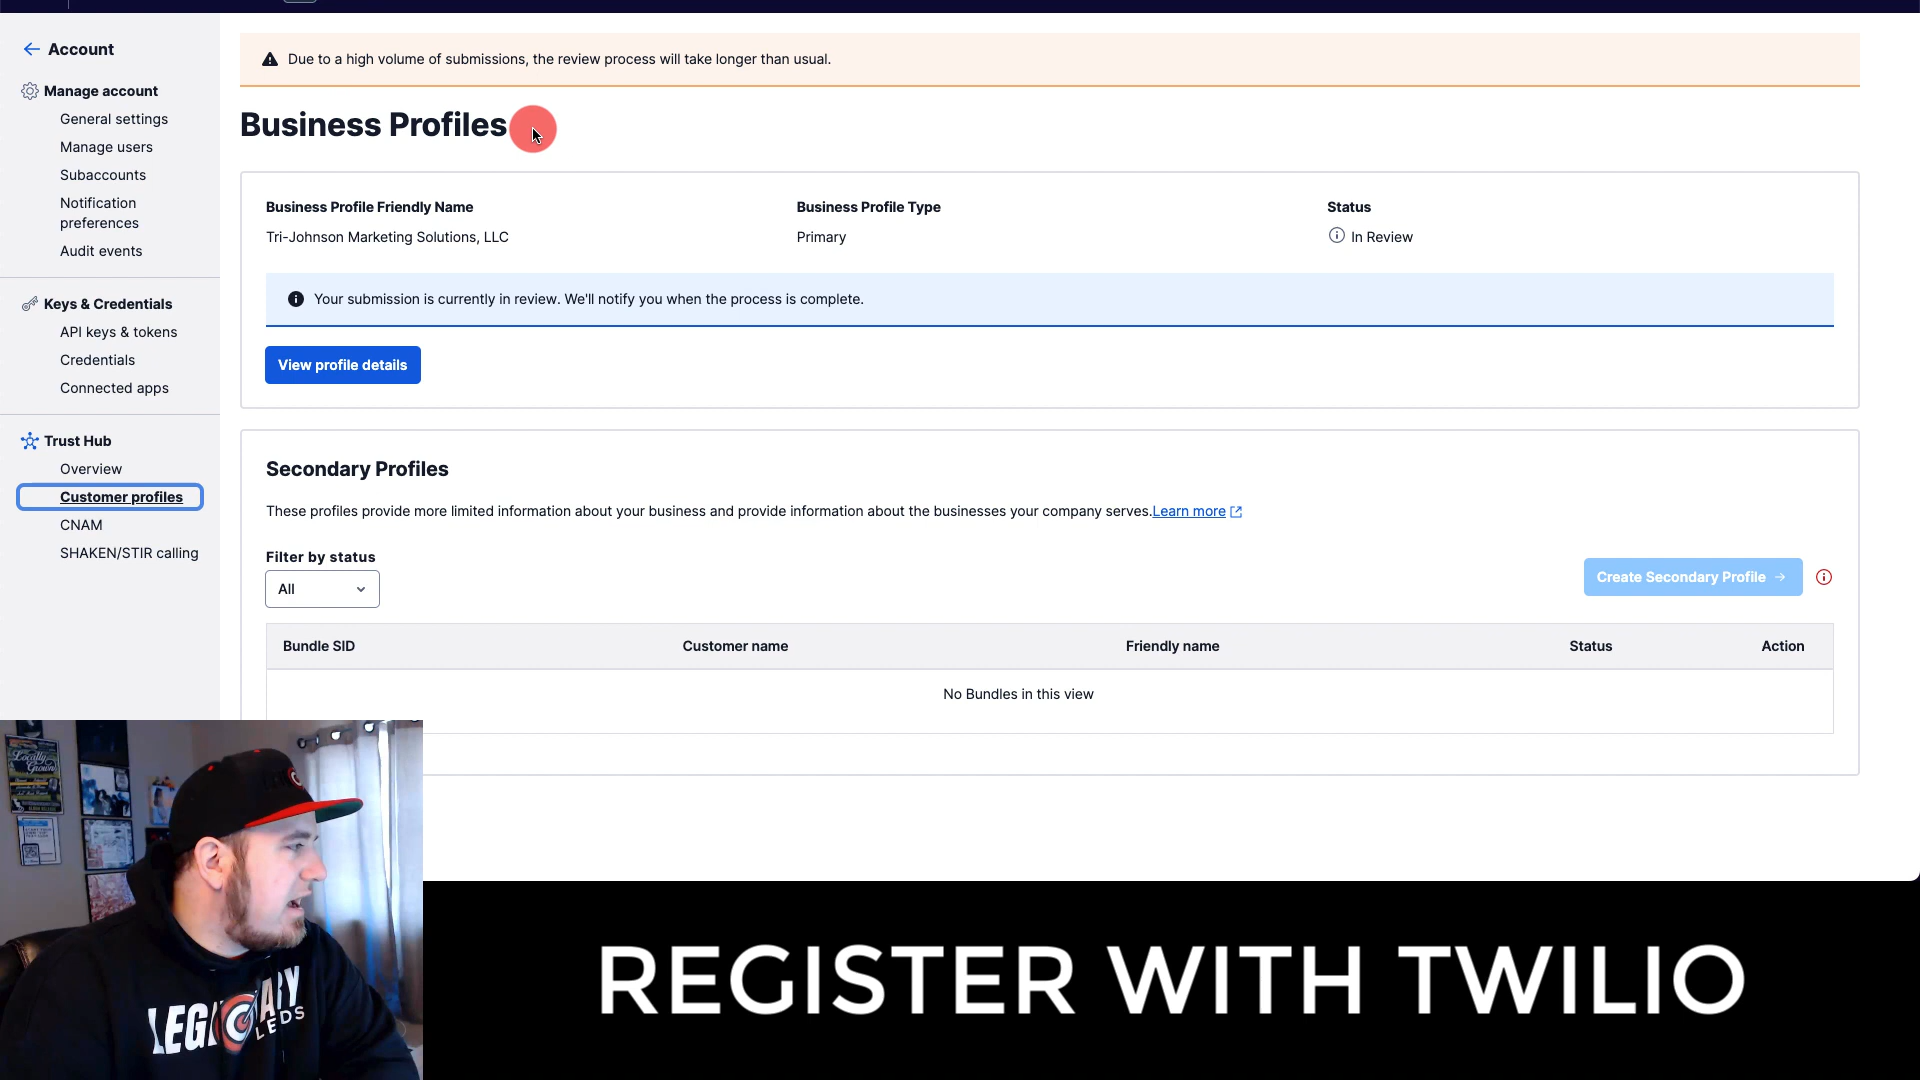 Account
Manage account
General settings
Manage users
Subaccounts
Notification
preferences
Audit events
Keys & Credentials
API keys & tokens
Credentials
Connected apps
Trust Hub
Overview
Customer profiles
CNAM
SHAKEN/STIR calling
Due to a high volume of submissions, the review process will take longer than usual.
Business Profiles
Business Profile Friendly Name
Business Profile Type
Status
Tri-Johnson Marketing Solutions, LLC
Primary
In Review
Your submission is currently in review. We'll notify you when the process is complete.
View profile details
Secondary Profiles
These profiles provide more limited information about your business and provide information about the businesses your company serves.Learn more
Filter by status
All
Create Secondary Profile →
Bundle SID
Customer name
Friendly name
Status
Action
No Bundles in this view
Locally
Grown
LEGENDARY
LEDS
REGISTER WITH TWILIO